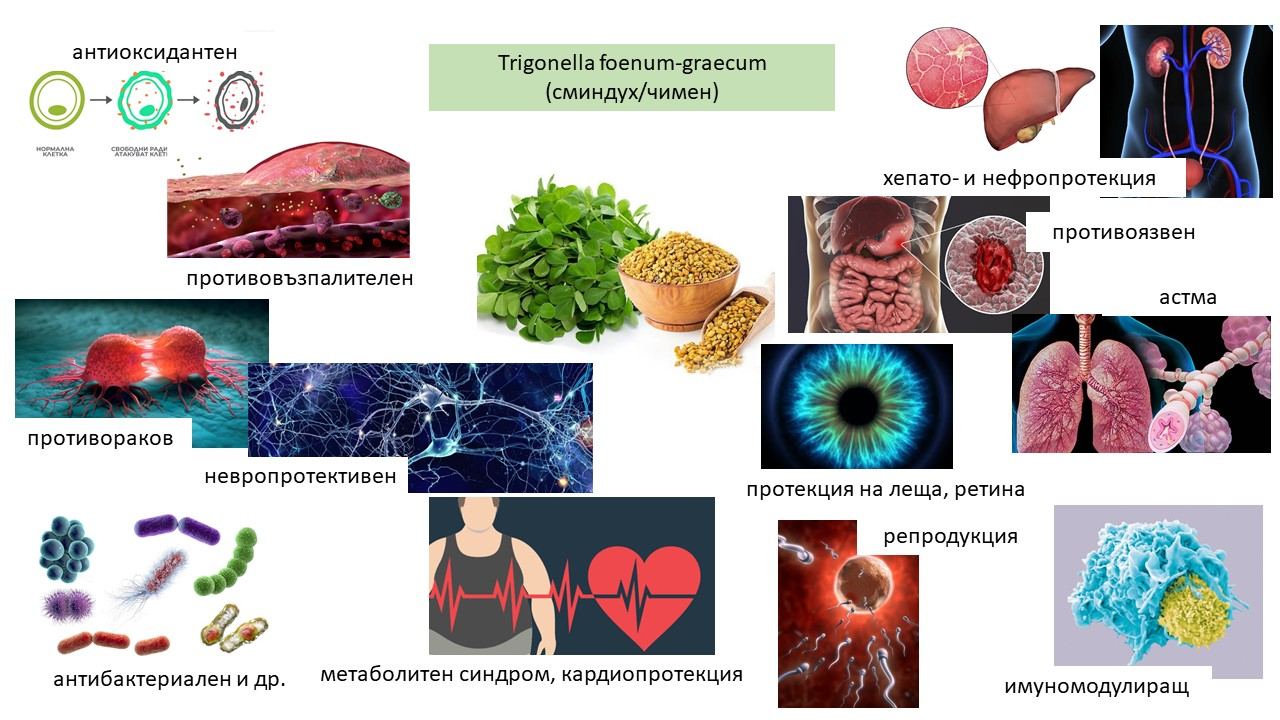 антиоксидантен
НОРМАЛНА
КЛЕТКА
СВОБОДНИ РАДИ
АТАКУВАТ КЛЕТ
Trigonella foenum-graecum
(сминдух/чимен)
хепато- и нефропротекция
противовъзпалителен
противоязвен
астма
противораков
невропротективен
протекция на леща, ретина
репродукция
антибактериален и др.
метаболитен синдром, кардиопротекция
имуномодулиращ